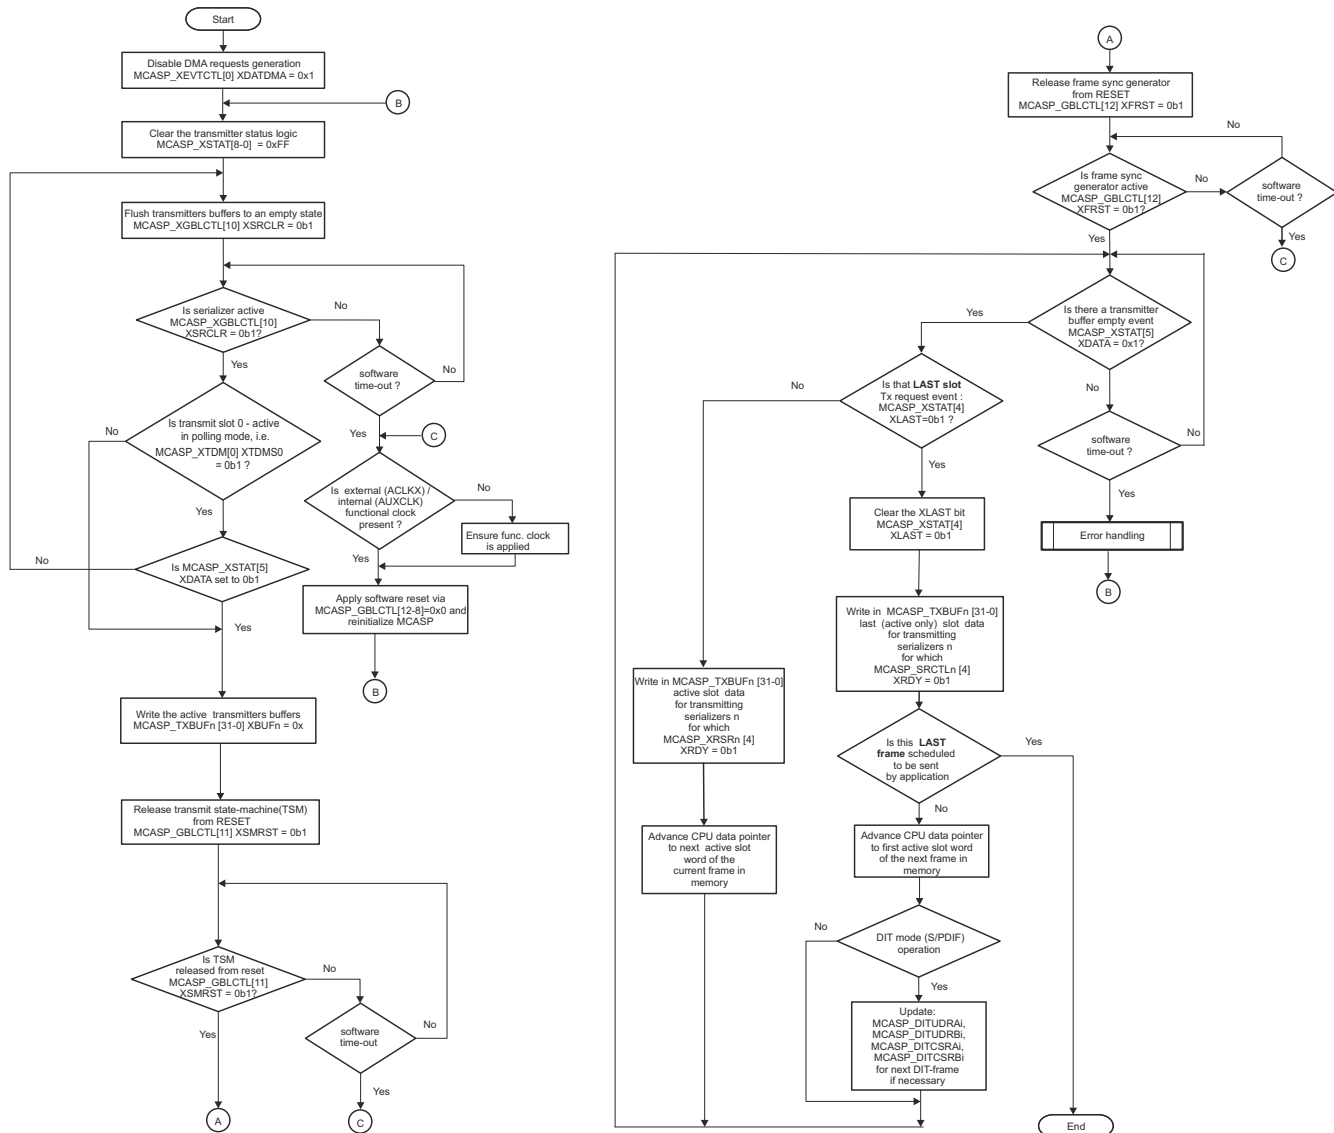 Start
Disable DMA requests generation
MCASP_XEVTCTL[0] XDATDMA = 0x1
B
Clear the transmitter status logic
MCASP_XSTAT[8-0] = 0xFF
Flush transmitters buffers to an empty state
MCASP_XGBLCTL[10] XSRCLR = 0b1
Is serializer active
MCASP_XGBLCTL[10]
XSRCLR = 0b1?
No
Yes
software
time-out ?
No
Yes
C
Is transmit slot 0 - active
in polling mode, i.e.
MCASP_XTDM[0] XTDMS0
= 0b1 ?
No
Yes
Is external (ACLKX) /
internal (AUXCLK)
functional clock
present ?
No
Ensure func. clock
is applied
Yes
Is MCASP_XSTAT[5]
XDATA set to 0b1
No
Yes
Apply software reset via
MCASP_GBLCTL[12-8]=0x0 and
reinitialize MCASP
B
Write the active transmitters buffers
MCASP_TXBUFn [31-0] XBUFn = 0x
Release transmit state-machine(TSM)
from RESET
MCASP_GBLCTL[11] XSMRST = 0b1
Is TSM
released from reset
MCASP_GBLCTL[11]
XSMRST = 0b1?
No
Yes
software
time-out
No
Yes
A
C
A
Release frame sync generator
from RESET
MCASP_GBLCTL[12] XFRST = 0b1
No
Is frame sync
generator active
MCASP_GBLCTL[12]
XFRST = 0b1?
No
software
time-out ?
Yes
Yes
C
Is there a transmitter
buffer empty event
MCASP_XSTAT[5]
XDATA = 0x1?
Yes
No
Is that LAST slot
Tx request event :
MCASP_XSTAT[4]
XLAST=0b1 ?
No
Yes
software
time-out ?
No
Yes
Error handling
B
Clear the XLAST bit
MCASP_XSTAT[4]
XLAST = 0b1
Write in MCASP_TXBUFn [31-0]
last (active only) slot data
for transmitting
serializers n
for which
MCASP_SRCTLn [4]
XRDY = 0b1
Write in MCASP_TXBUFn [31-0]
active slot data
for transmitting
serializers n
for which
MCASP_XRSRn [4]
XRDY = 0b1
Is this LAST
frame scheduled
to be sent
by application
Yes
No
Advance CPU data pointer
to next active slot
word of the
current frame in
memory
Advance CPU data pointer
to first active slot word
of the next frame in
memory
DIT mode (S/PDIF)
operation
No
Yes
Update:
MCASP_DITUDRAi,
MCASP_DITUDRBi,
MCASP_DITCSRAi,
MCASP_DITCSRBi
for next DIT-frame
if necessary
End